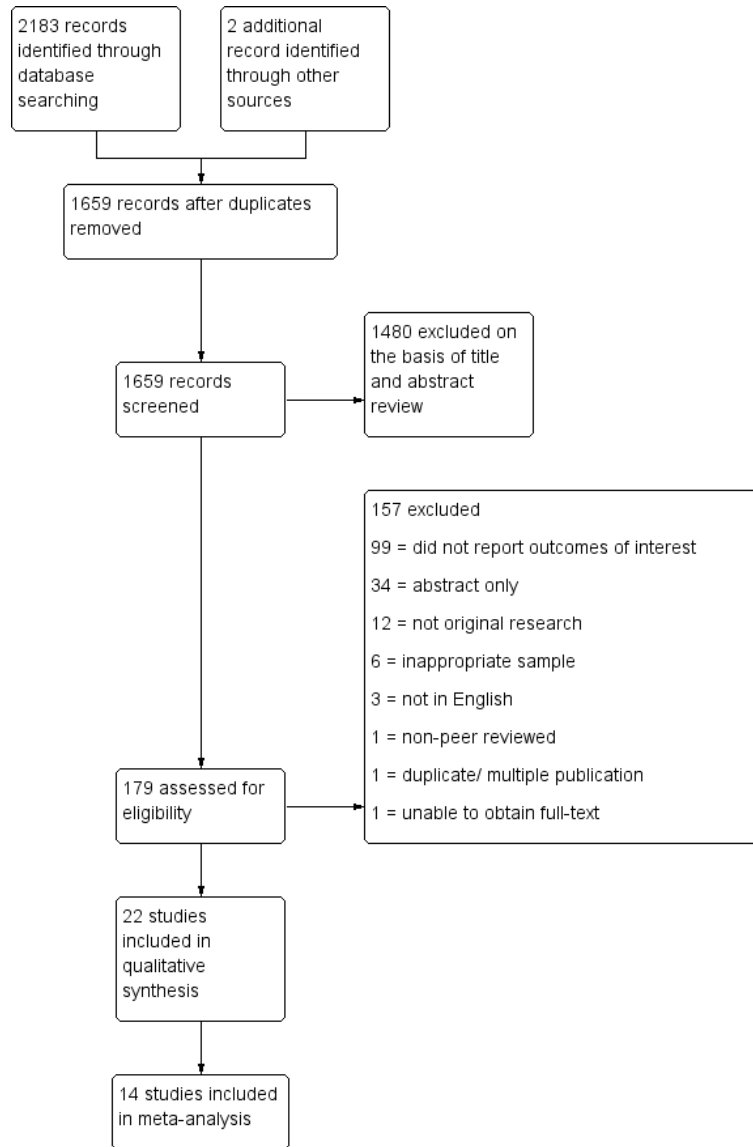 2183 records
identified through
database
searching
2 additional
record identified
through other
sources
1659 records after duplicates
removed
1659 records
screened
1480 excluded on
the basis of title
and abstract
review
157 excluded
99 = did not report outcomes of interest
34 = abstract only
12 = not original research
6 = inappropriate sample
3 = not in English
1 = non-peer reviewed
1 = duplicate/ multiple publication
1 = unable to obtain full-text
179 assessed for
eligibility
22 studies
included in
qualitative
synthesis
14 studies included
in meta-analysis